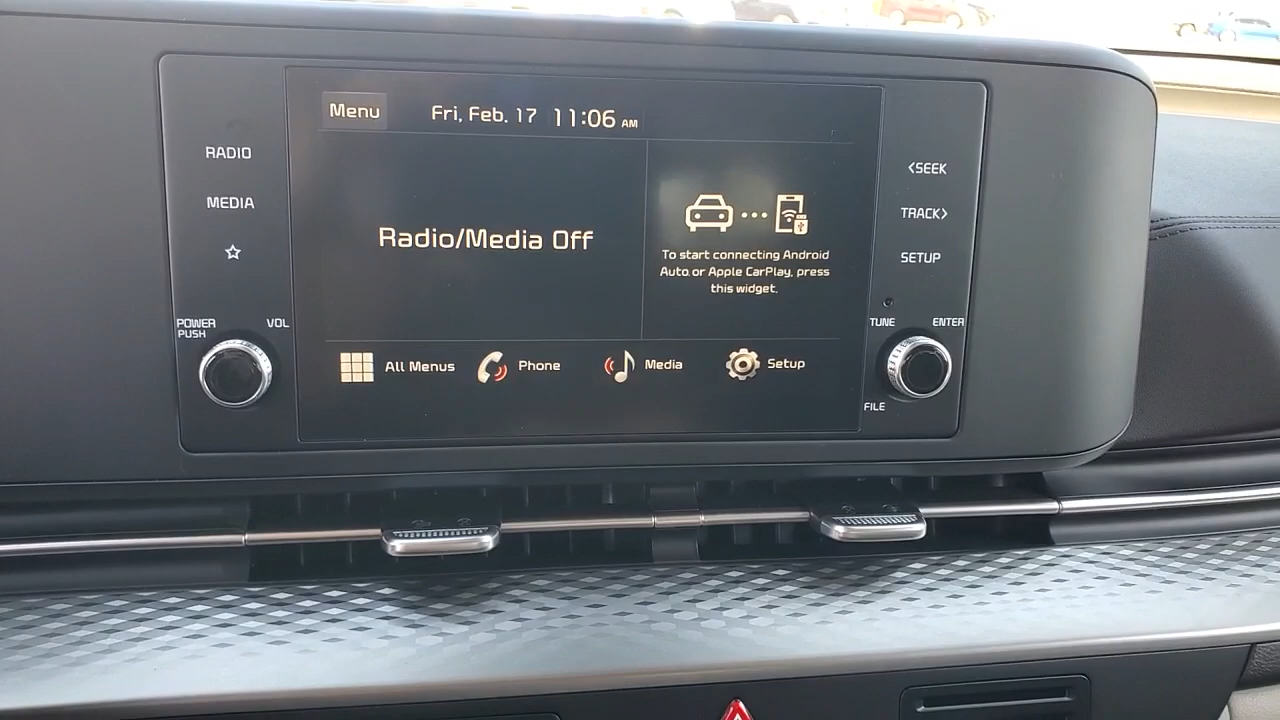 Menu
Fri, Feb. 17 11:06 AM
RADIO
MEDIA
POWER
PUSH
VOL
Radio/Media Off
To start connecting Android
Auto or Apple CarPlay, press
this widget.
All Menus
Phone
Media
Setup
<SEEK
TRACK>
SETUP
TUNE
ENTER
FILE